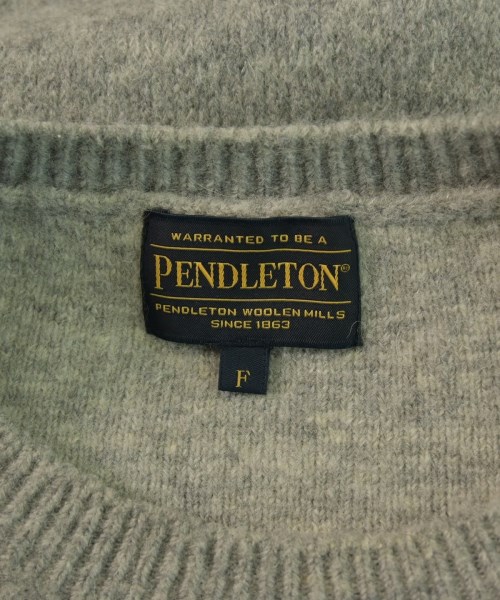 WARRANTED TO BE A
PENDLETON®
PENDLETON WOOLEN MILLS
SINCE 1863
F